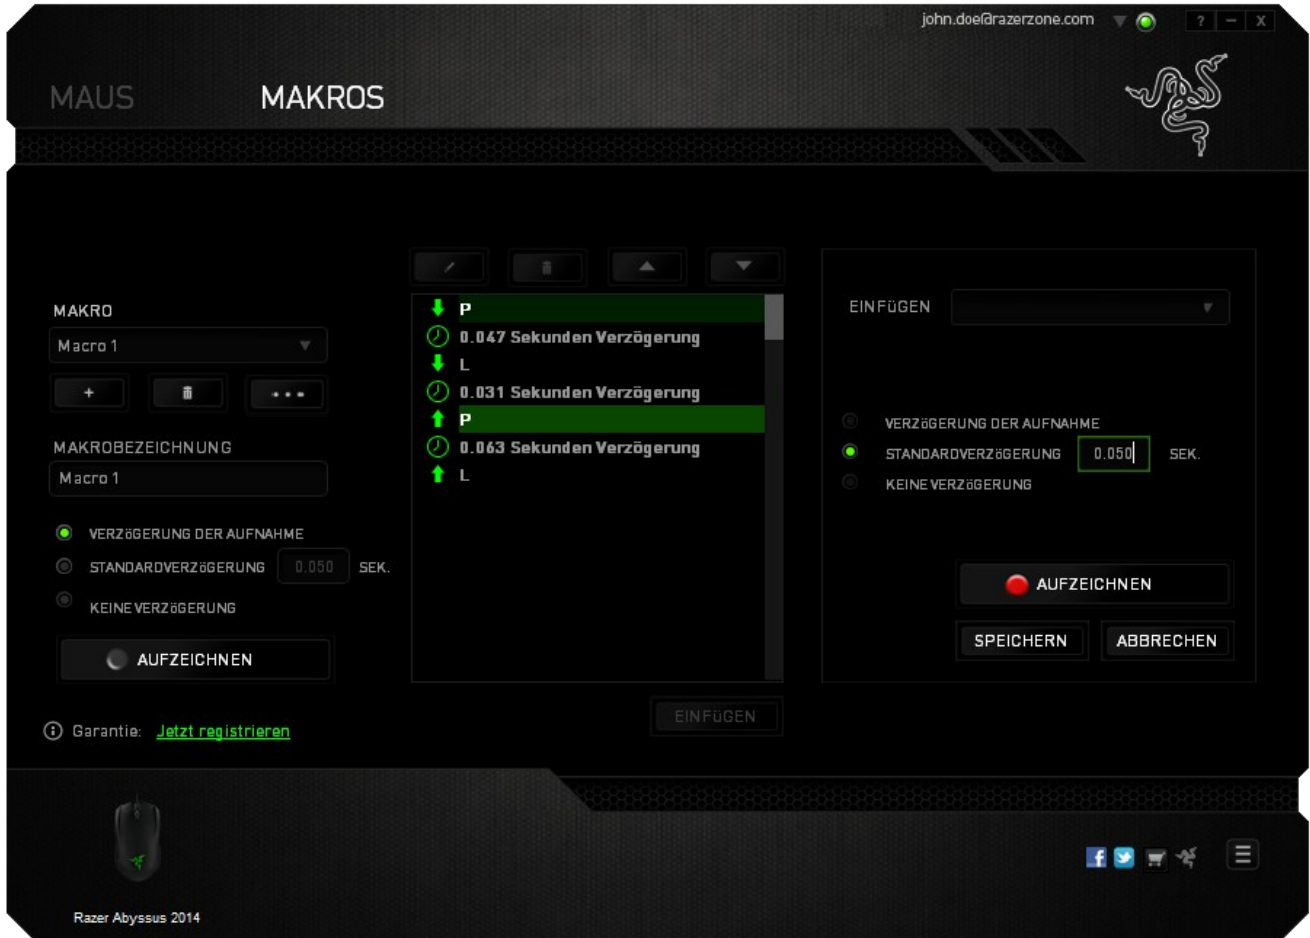 john.doe@razerzone.com
? – X
MAUS
MAKROS
MAKRO
Macro 1
+
MAKROBEZEICHNUNG
Macro 1
VERZöGERUNG DER AUFNAHME
STANDARDVERZöGERUNG 0.050 SEK.
KEINE VERZöGERUNG
AUFZEICHNEN
Garantie: Jetzt registrieren
P
0.047 Sekunden Verzögerung
L
0.031 Sekunden Verzögerung
P
0.063 Sekunden Verzögerung
L
EINFüGEN
EINFüGEN
VERZöGERUNG DER AUFNAHME
STANDARDVERZöGERUNG 0.050 SEK.
KEINE VERZöGERUNG
AUFZEICHNEN
SPEICHERN ABBRECHEN
Razer Abyssus 2014